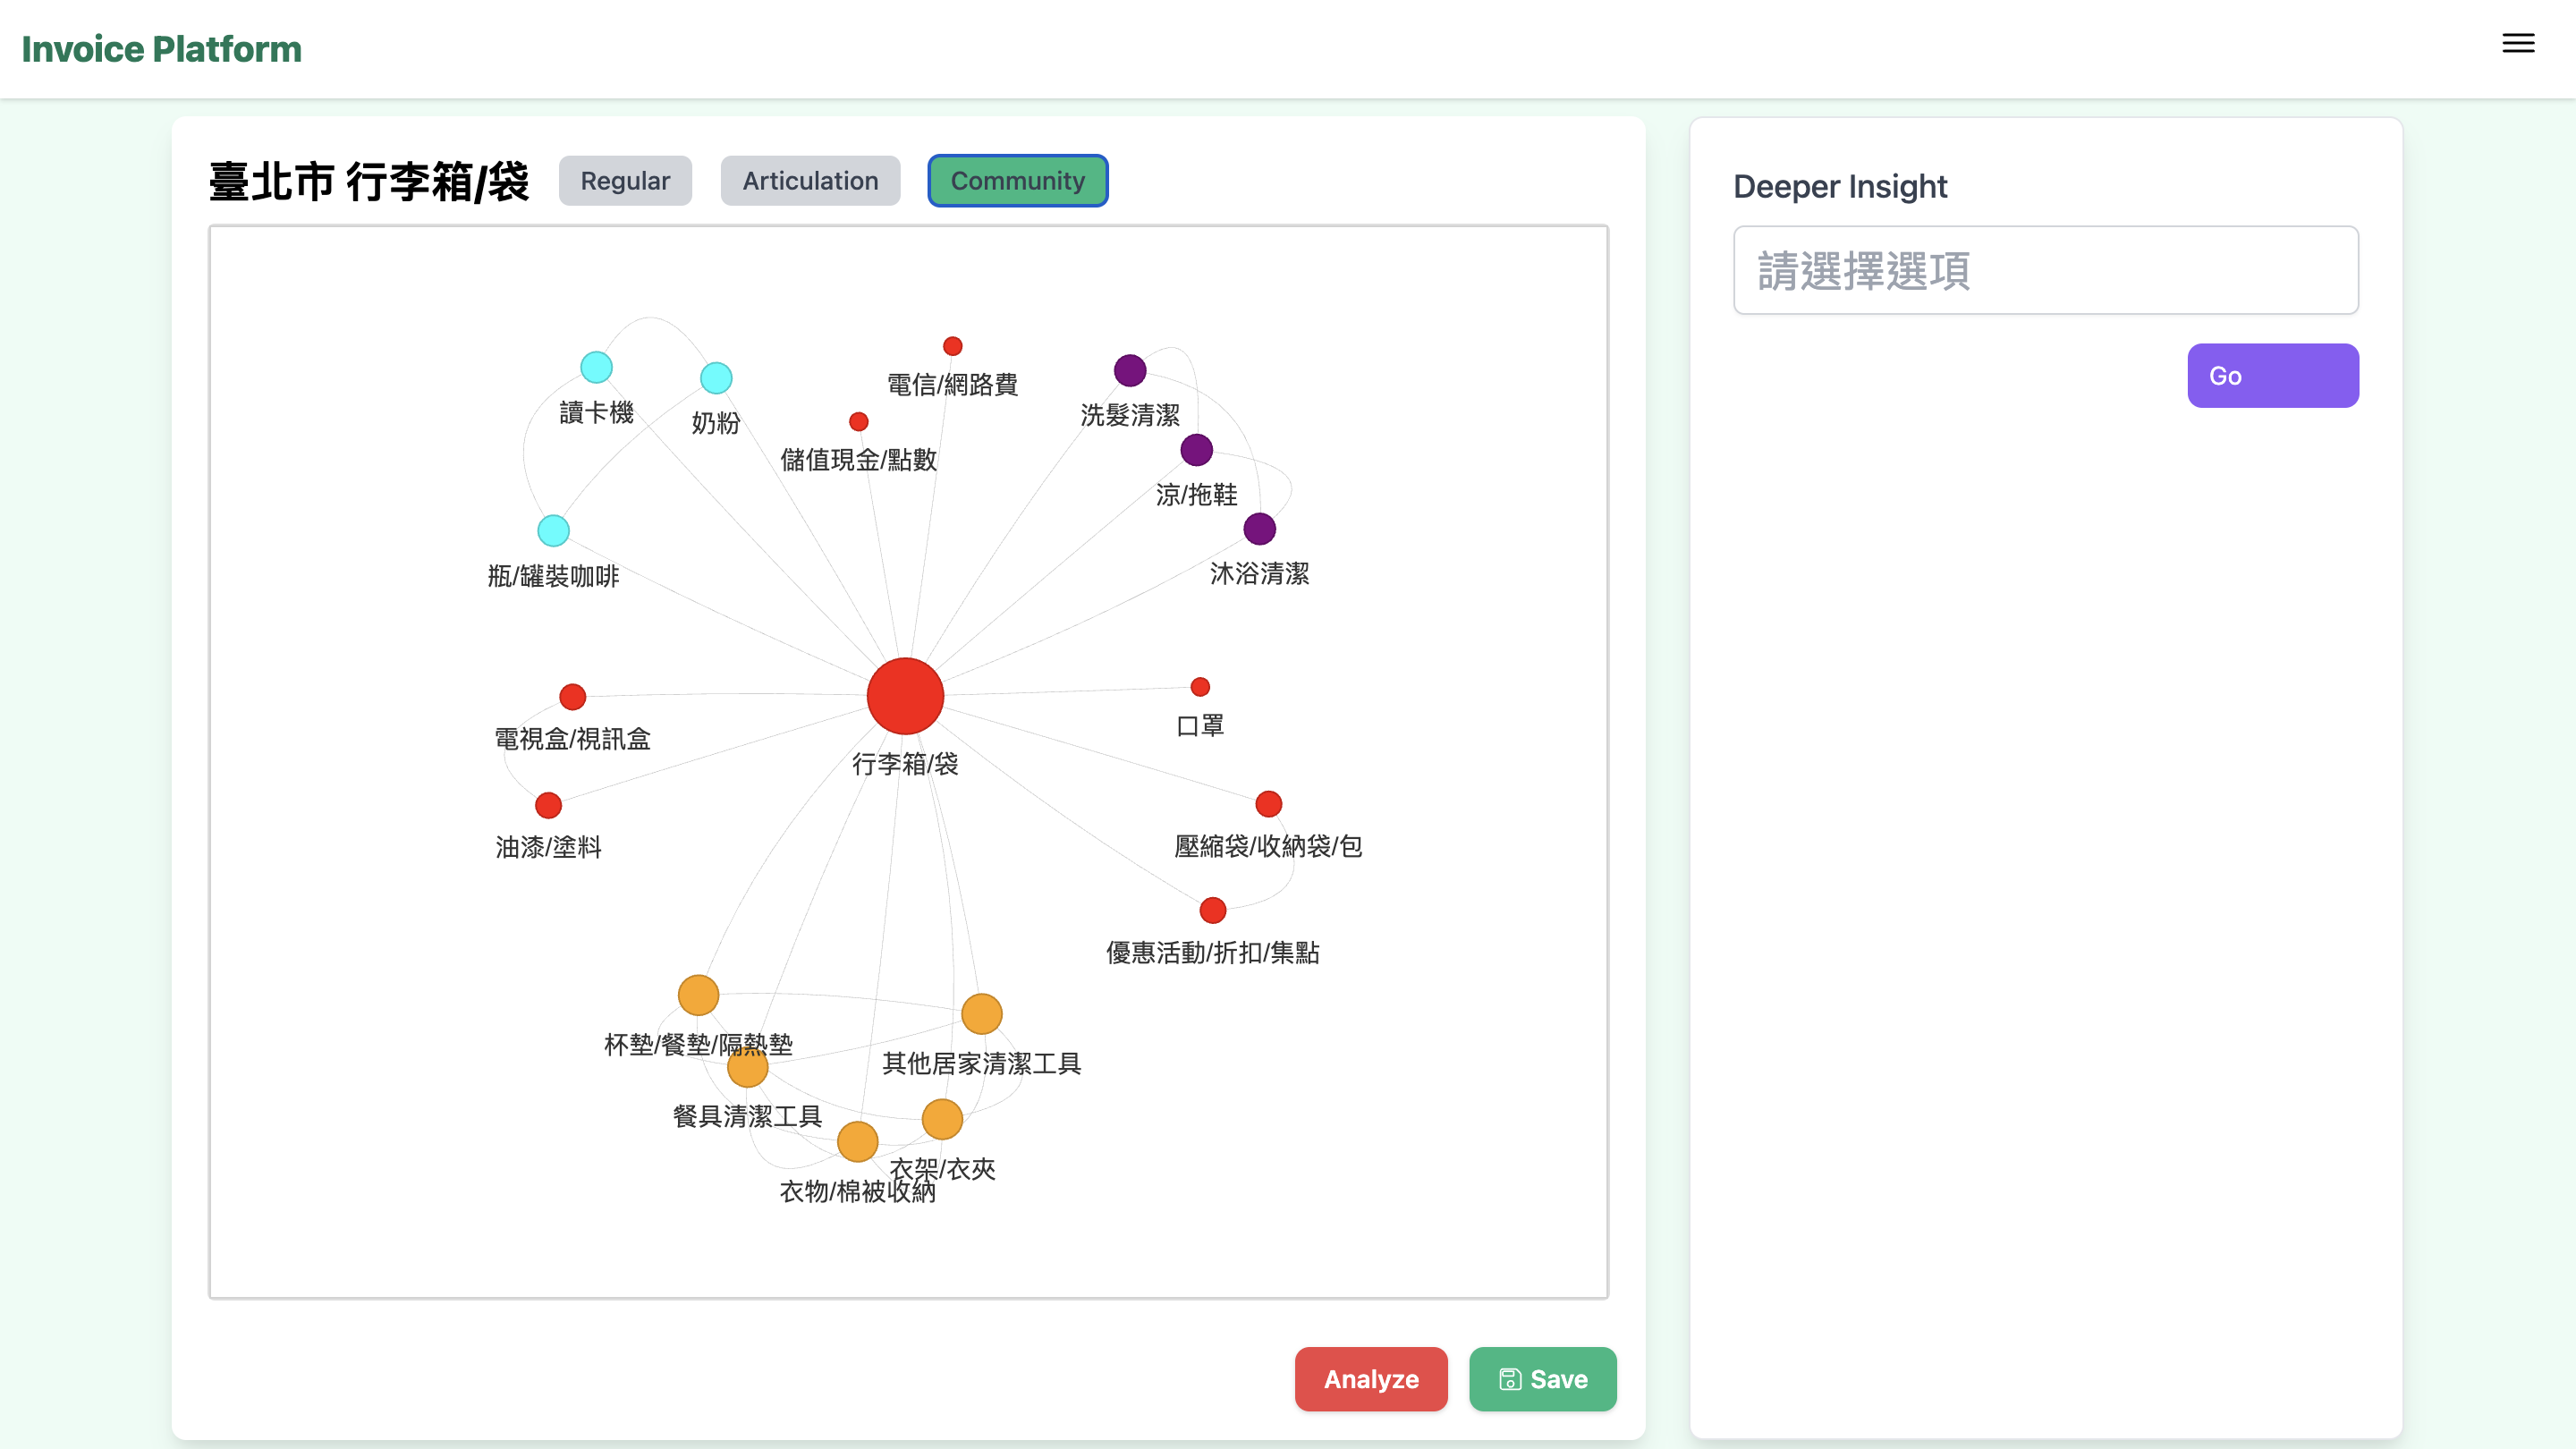 Invoice Platform
臺北市 行李箱/袋
Regular
Articulation
Community
讀卡機
奶粉
電信/網路費
儲值現金/點數
洗髮清潔
涼/拖鞋
瓶/罐裝咖啡
沐浴清潔
電視盒/視訊盒
口罩
行李箱/袋
油漆/塗料
壓縮袋/收納袋/包
優惠活動/折扣/集點
杯墊/餐墊/隔熱墊
其他居家清潔工具
餐具清潔工具
衣架/衣夾
衣物/棉被收納
Analyze
Save
Deeper Insight
請選擇選項
Go